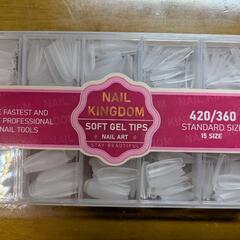 NAIL
KINGDOM
SOFT GEL TIPS
NAIL ART
STAY BEAUTIFUL
E FASTEST AND
T PROFESSIONAL
NAIL TOOLS
420/360
STANDARD SIZE
15 SIZE